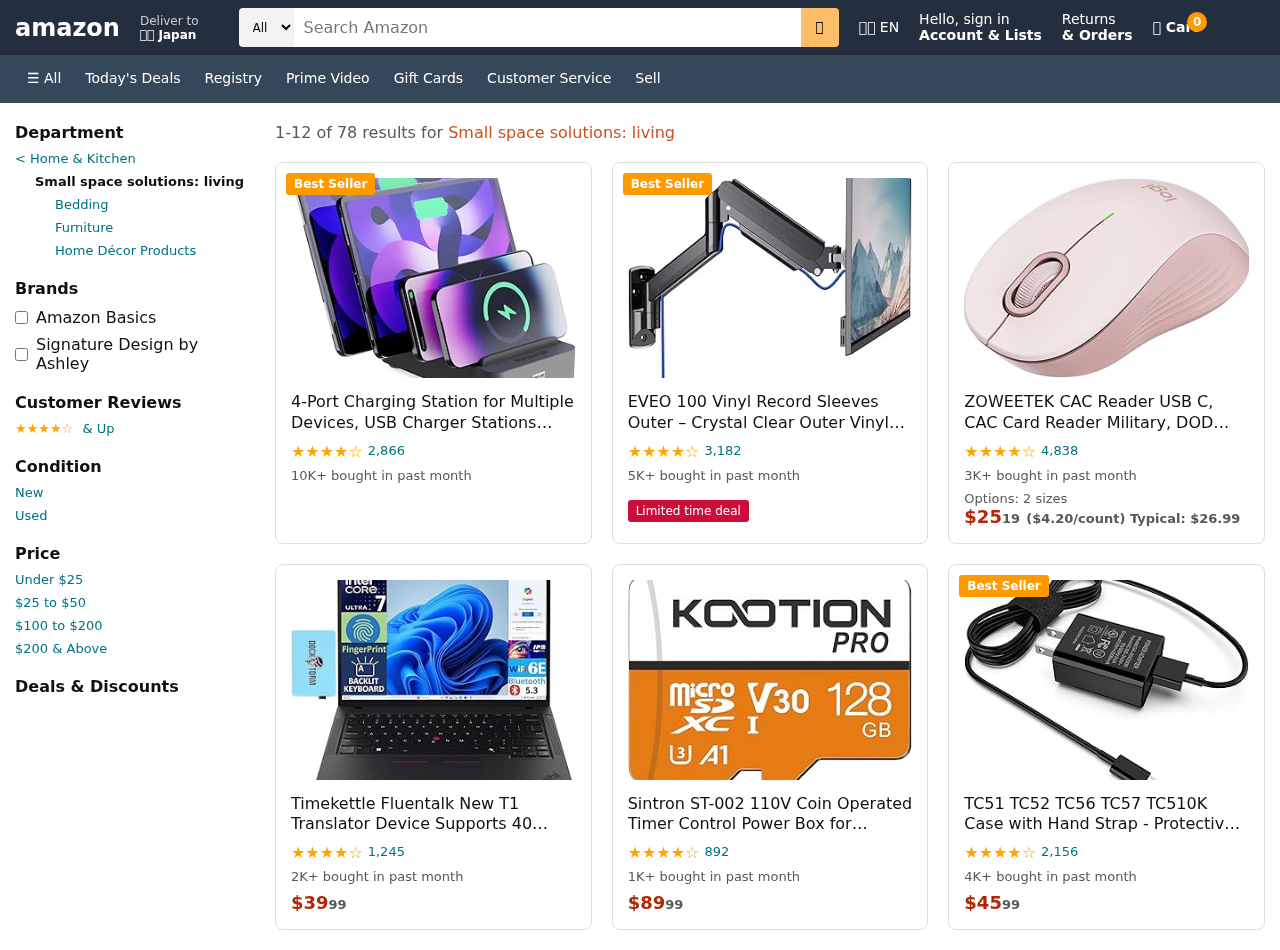 amazon
Deliver to
Japan
All
Search Amazon
EN
Hello, sign in
Account & Lists
Returns
& Orders
0
☰ All
Today's Deals
Registry
Prime Video
Gift Cards
Customer Service
Sell
Department
< Home & Kitchen
Small space solutions: living
Bedding
Furniture
Home Décor Products
Brands
Amazon Basics
Signature Design by
Ashley
Customer Reviews
★★★★☆ & Up
Condition
New
Used
Price
Under $25
$25 to $50
$100 to $200
$200 & Above
Deals & Discounts
1-12 of 78 results for Small space solutions: living
Best Seller
4-Port Charging Station for Multiple
Devices, USB Charger Stations…
★★★★☆ 2,866
10K+ bought in past month
Best Seller
EVEO 100 Vinyl Record Sleeves
Outer – Crystal Clear Outer Vinyl…
★★★★☆ 3,182
5K+ bought in past month
Limited time deal
logi
ZOWEETEK CAC Reader USB C,
CAC Card Reader Military, DOD…
★★★★☆ 4,838
3K+ bought in past month
Options: 2 sizes
$25 19 ($4.20/count) Typical: $26.99
intel
CORE
7
ULTRA
FingerPrint
BACKLIT
KEYBOARD
IPS
WiFi 6E
Bluetooth
5.3
Timekettle Fluentalk New T1
Translator Device Supports 40…
★★★★☆ 1,245
2K+ bought in past month
$39 99
KOOTION
PRO
micro
SD
XC I
V30
128
GB
U3 A1
Sintron ST-002 110V Coin Operated
Timer Control Power Box for…
★★★★☆ 892
1K+ bought in past month
$89 99
Best Seller
TC51 TC52 TC56 TC57 TC510K
Case with Hand Strap - Protectiv…
★★★★☆ 2,156
4K+ bought in past month
$45 99